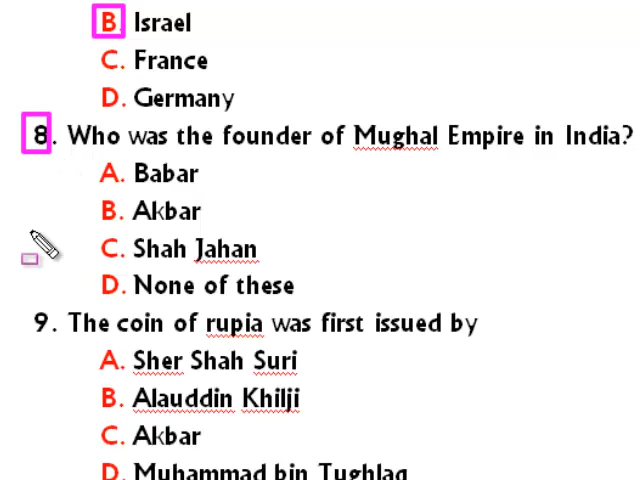 B. Israel
C. France
D. Germany
8. Who was the founder of Mughal Empire in India?
A. Babar
B. Akbar
C. Shah Jahan
D. None of these
9. The coin of rupia was first issued by
A. Sher Shah Suri
B. Alauddin Khilji
C. Akbar
D. Muhammad bin Tughlaq